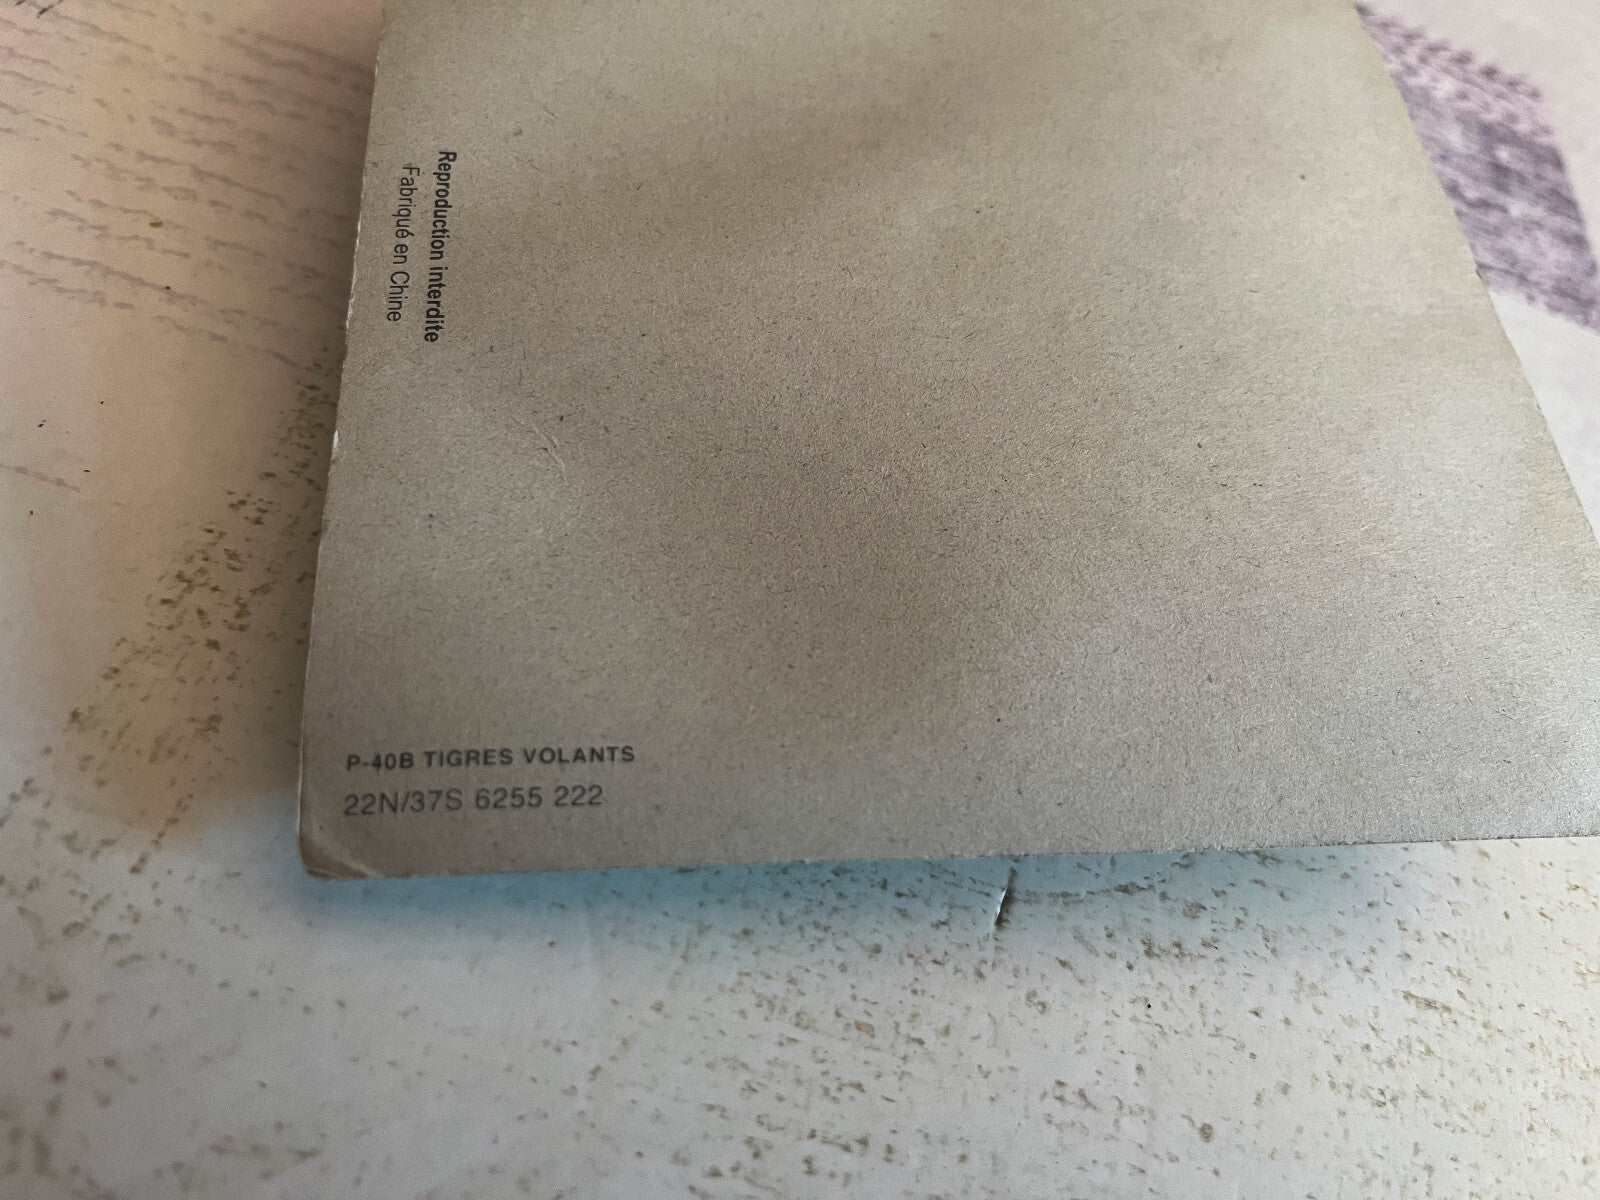 Reproduction interdite
Fabriqué en Chine
P-40B TIGRES VOLANTS
22N/37S 6255 222